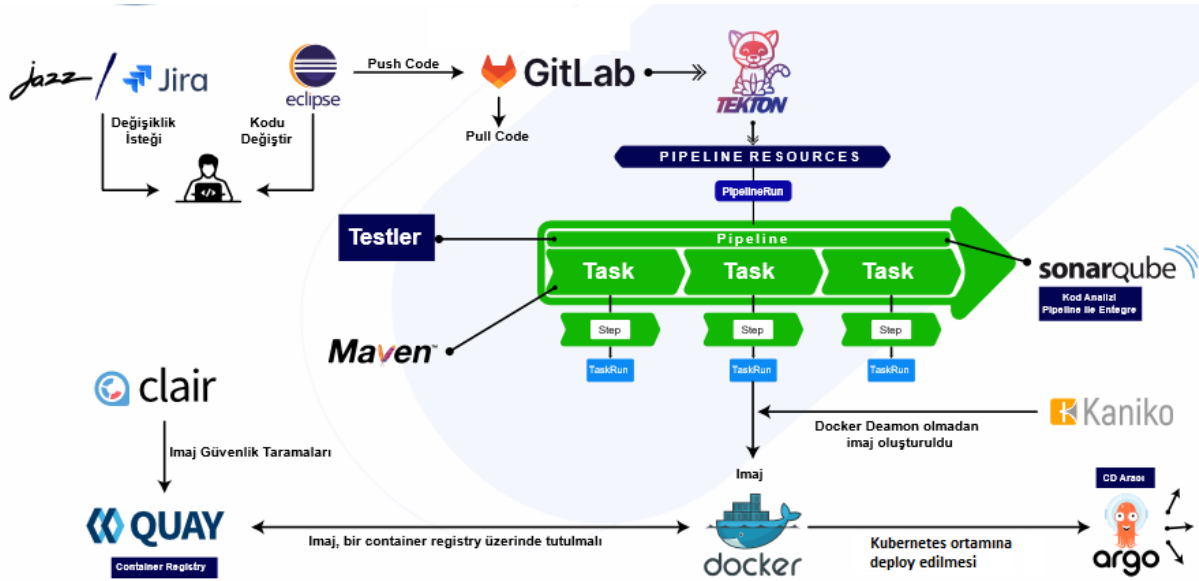 jazz / Jira
eclipse
Push Code
GitLab
TEKTON
Değişiklik
İsteği
Kodu
Değiştir
Pull Code
PIPELINE RESOURCES
PipelineRun
Testler
Pipeline
Task
Task
Task
sonarqube
Kod Analizi
Pipeline ile Entegre
Step
Step
Step
Maven™
TaskRun
TaskRun
TaskRun
clair
Kaniko
Docker Deamon olmadan
imaj oluşturuldu
Imaj Güvenlik Taramaları
Imaj
CD Aracı
QUAY
Imaj, bir container registry üzerinde tutulmalı
docker
Kubernetes ortamına
deploy edilmesi
argo
Container Registry